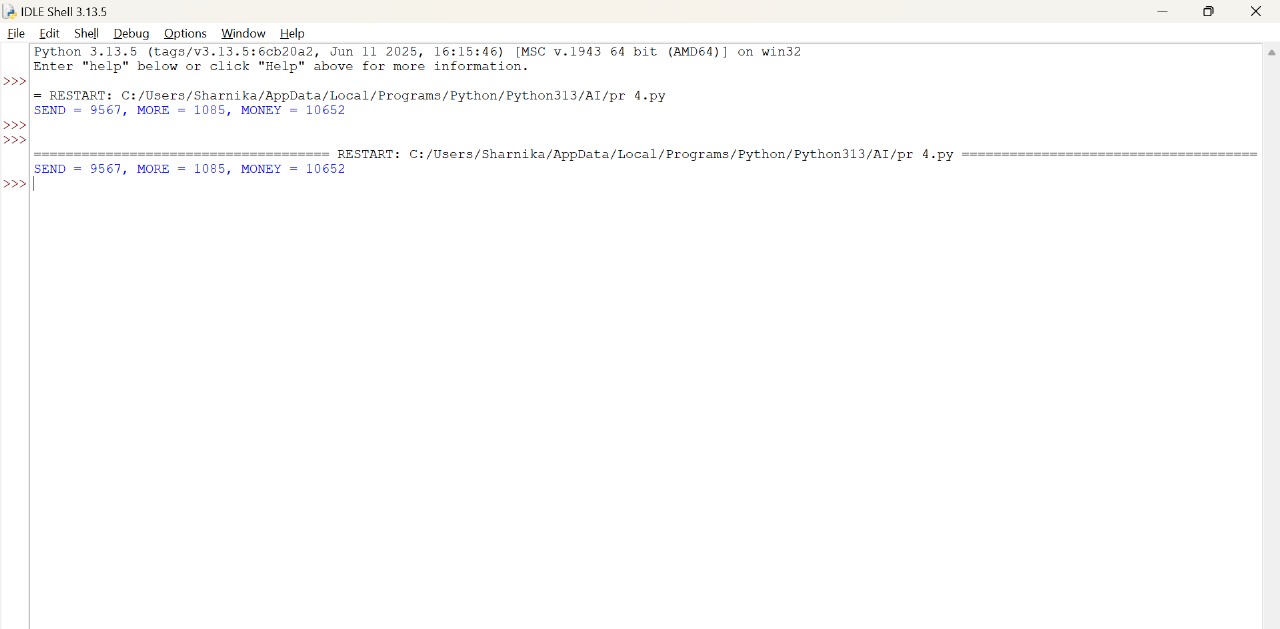 IDLE Shell 3.13.5
File Edit Shell Debug Options Window Help
Python 3.13.5 (tags/v3.13.5:6cb20a2, Jun 11 2025, 16:15:46) [MSC v.1943 64 bit (AMD64)] on win32
Enter "help" below or click "Help" above for more information.
>>>
= RESTART: C:/Users/Sharnika/AppData/Local/Programs/Python/Python313/AI/pr 4.py
SEND = 9567, MORE = 1085, MONEY = 10652
>>>
>>>
===================================== RESTART: C:/Users/Sharnika/AppData/Local/Programs/Python/Python313/AI/pr 4.py =====================================
SEND = 9567, MORE = 1085, MONEY = 10652
>>>